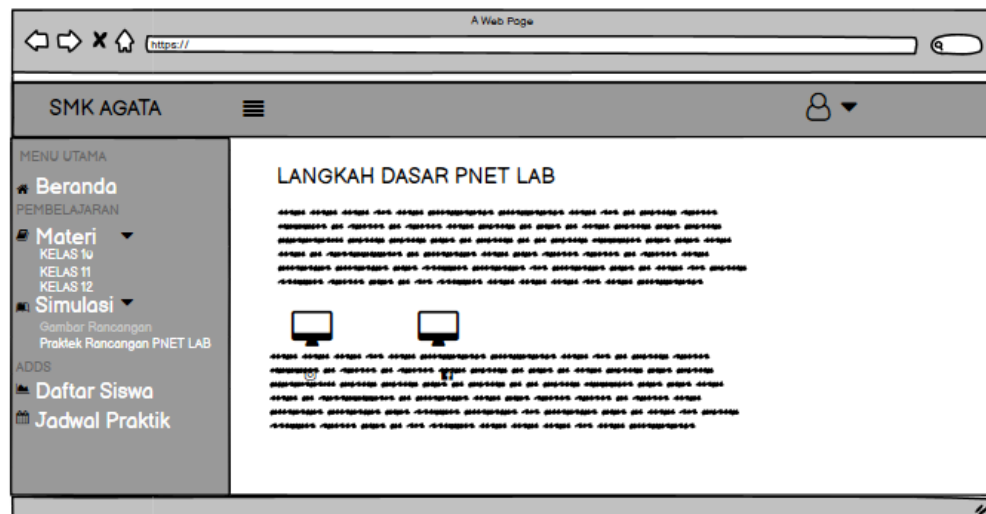 A Web Page
https://
SMK AGATA
MENU UTAMA
Beranda
PEMBELAJARAN
Materi
KELAS 10
KELAS 11
KELAS 12
Simulasi
Gambar Rancangan
Praktek Rancangan PNET LAB
ADDS
Daftar Siswa
Jadwal Praktik
LANGKAH DASAR PNET LAB